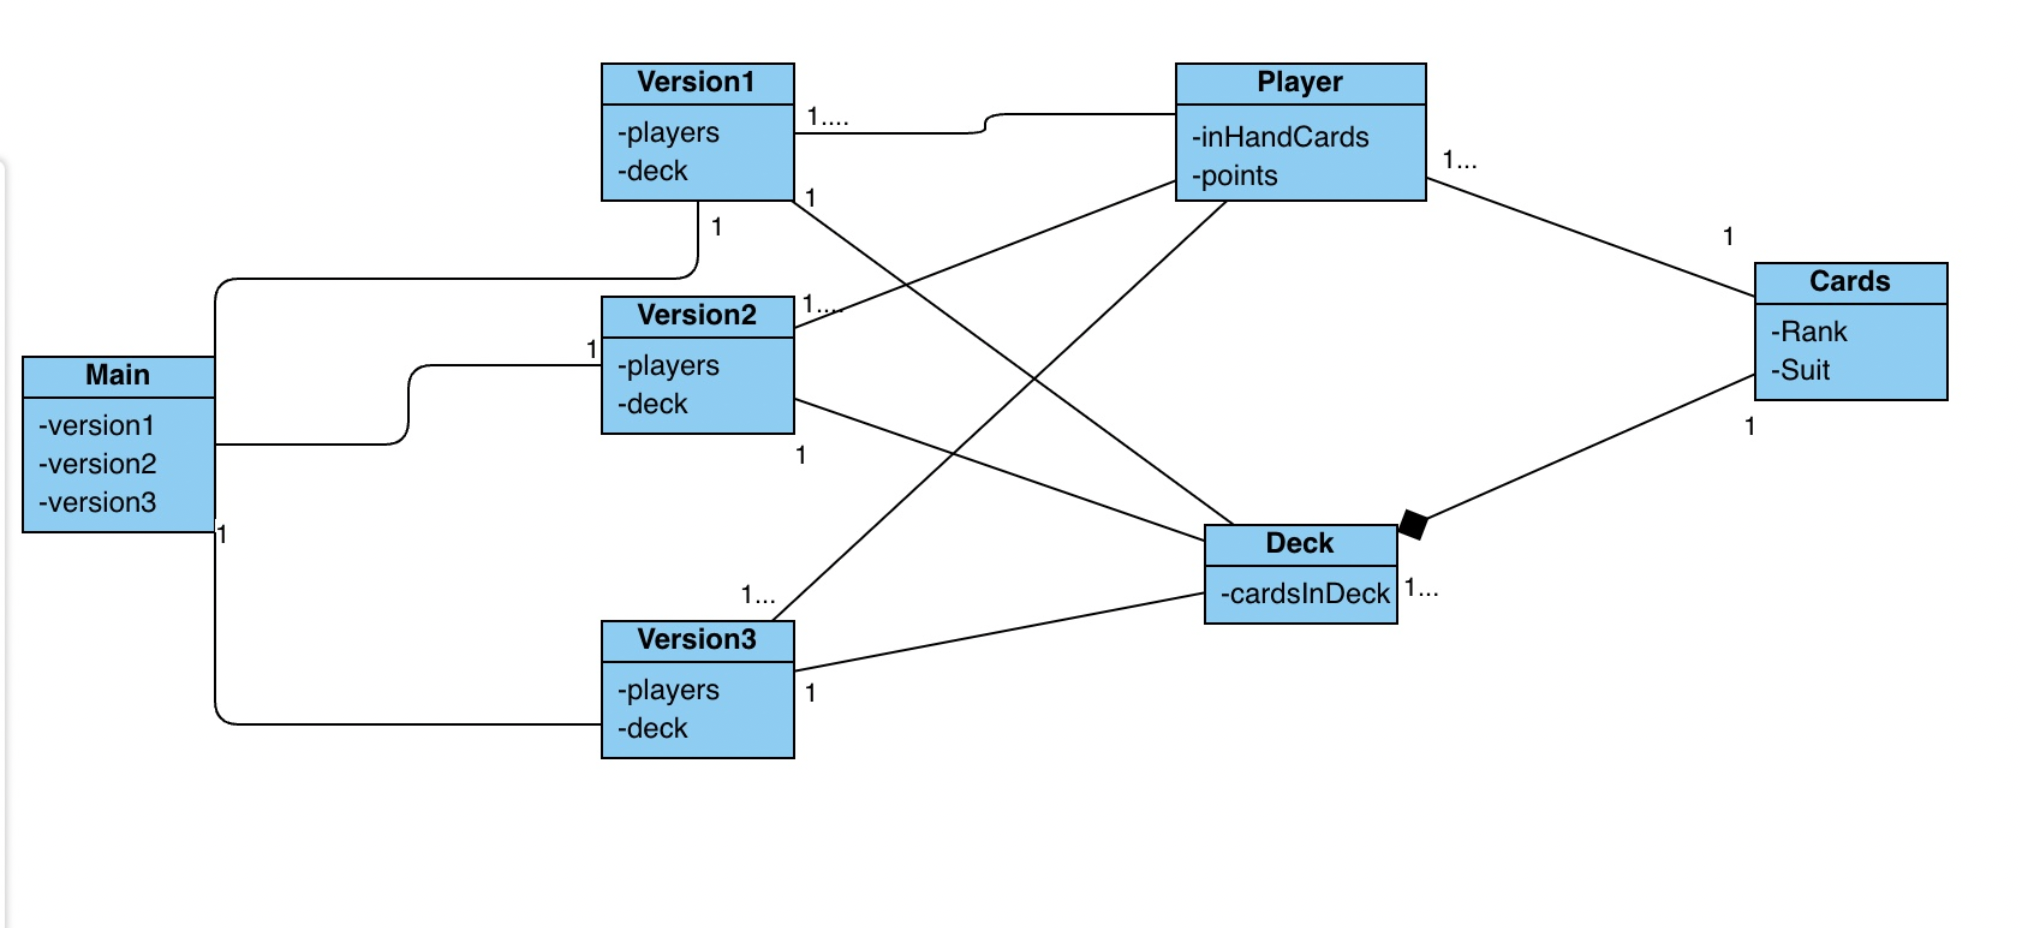 Version1
-players
-deck
1....
1
1
Player
-inHandCards
-points
1...
1
Cards
-Rank
-Suit
1
Version2
-players
-deck
1....
1
1
Main
-version1
-version2
-version3
1
Deck
-cardsInDeck
1...
1...
Version3
-players
-deck
1